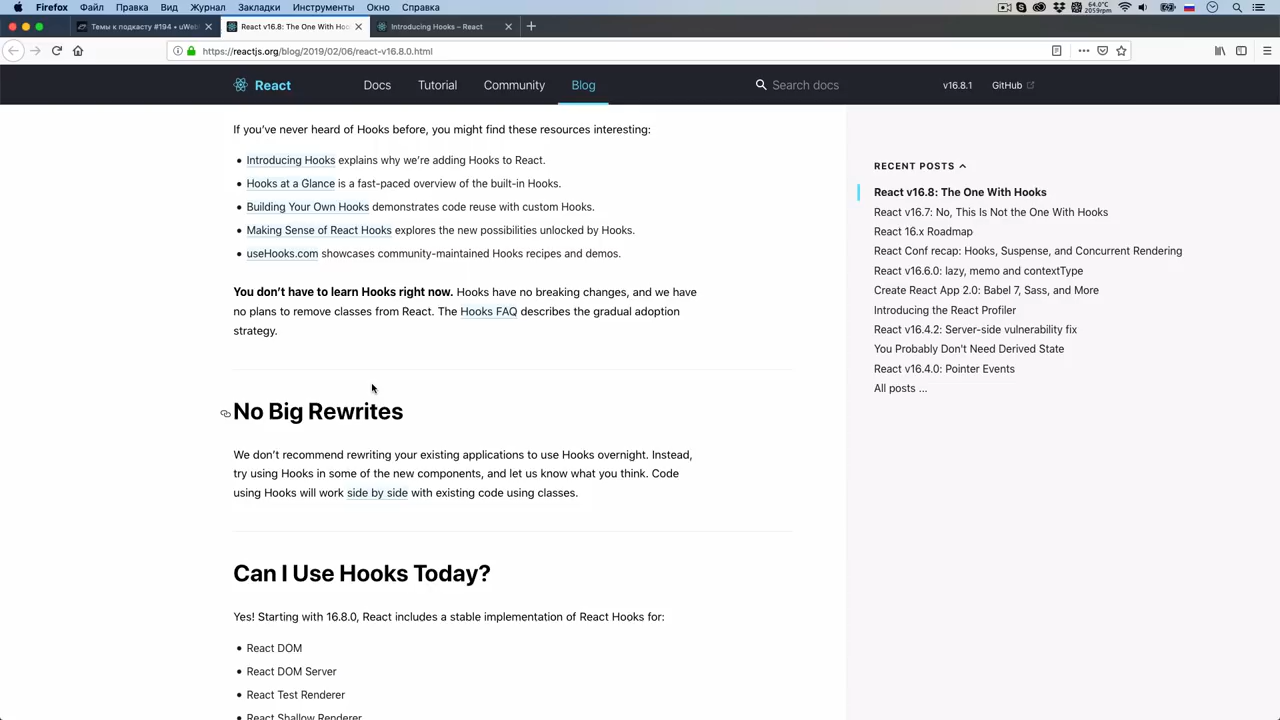 Firefox Файл Правка Вид Журнал Закладки Инструменты Окно Справка
64.0°C
2059rpm
Темы к подкасту #194 • uWeb
React v16.8: The One With Hoo
Introducing Hooks – React
https://reactjs.org/blog/2019/02/06/react-v16.8.0.html
React
Docs
Tutorial
Community
Blog
Search docs
v16.8.1
GitHub
If you’ve never heard of Hooks before, you might find these resources interesting:
• Introducing Hooks explains why we’re adding Hooks to React.
• Hooks at a Glance is a fast-paced overview of the built-in Hooks.
• Building Your Own Hooks demonstrates code reuse with custom Hooks.
• Making Sense of React Hooks explores the new possibilities unlocked by Hooks.
• useHooks.com showcases community-maintained Hooks recipes and demos.
You don’t have to learn Hooks right now. Hooks have no breaking changes, and we have
no plans to remove classes from React. The Hooks FAQ describes the gradual adoption
strategy.
No Big Rewrites
We don’t recommend rewriting your existing applications to use Hooks overnight. Instead,
try using Hooks in some of the new components, and let us know what you think. Code
using Hooks will work side by side with existing code using classes.
Can I Use Hooks Today?
Yes! Starting with 16.8.0, React includes a stable implementation of React Hooks for:
• React DOM
• React DOM Server
• React Test Renderer
• React Shallow Renderer
RECENT POSTS
React v16.8: The One With Hooks
React v16.7: No, This Is Not the One With Hooks
React 16.x Roadmap
React Conf recap: Hooks, Suspense, and Concurrent Rendering
React v16.6.0: lazy, memo and contextType
Create React App 2.0: Babel 7, Sass, and More
Introducing the React Profiler
React v16.4.2: Server-side vulnerability fix
You Probably Don't Need Derived State
React v16.4.0: Pointer Events
All posts ...